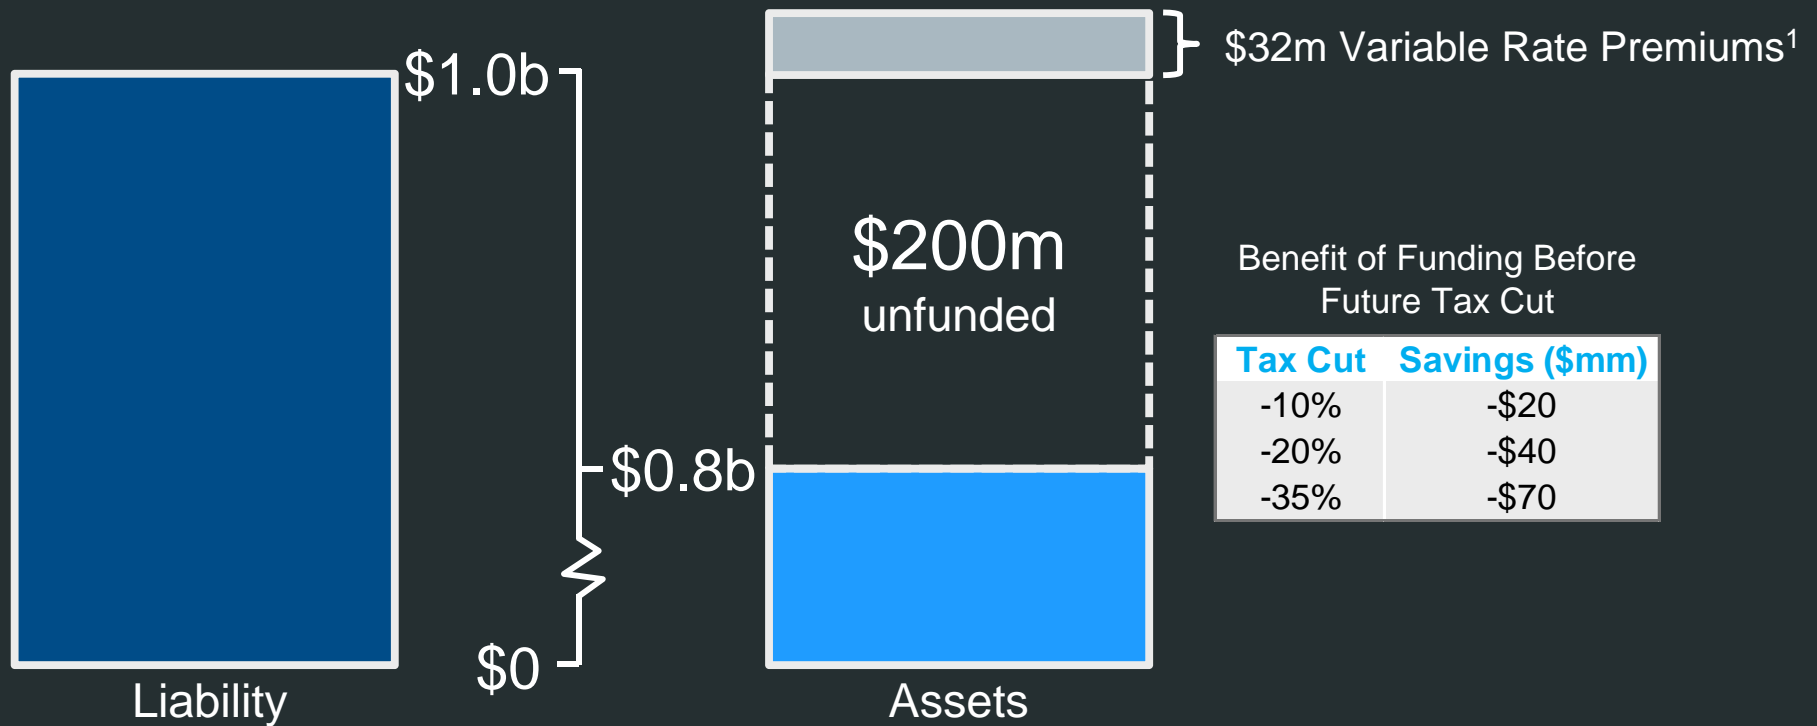 $32m Variable Rate Premiums¹
$1.0b
$200m
unfunded
$0.8b
$0
Liability
Assets
Benefit of Funding Before
Future Tax Cut
Tax Cut Savings ($mm)
-10% -$20
-20% -$40
-35% -$70